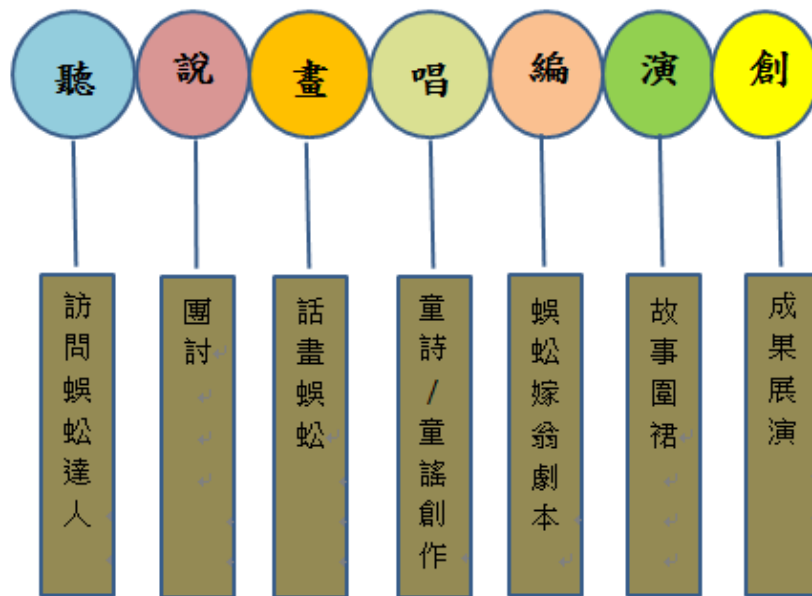 聽
說
畫
唱
編
演
創
訪問蜈蚣達人
團討
話畫蜈蚣
童詩/童謠創作
蜈蚣嫁翁劇本
故事圍裙
成果展演